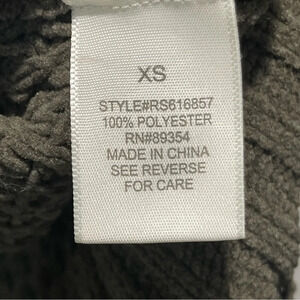 XS
STYLE#RS616857
100% POLYESTER
RN#89354
MADE IN CHINA
SEE REVERSE
FOR CARE